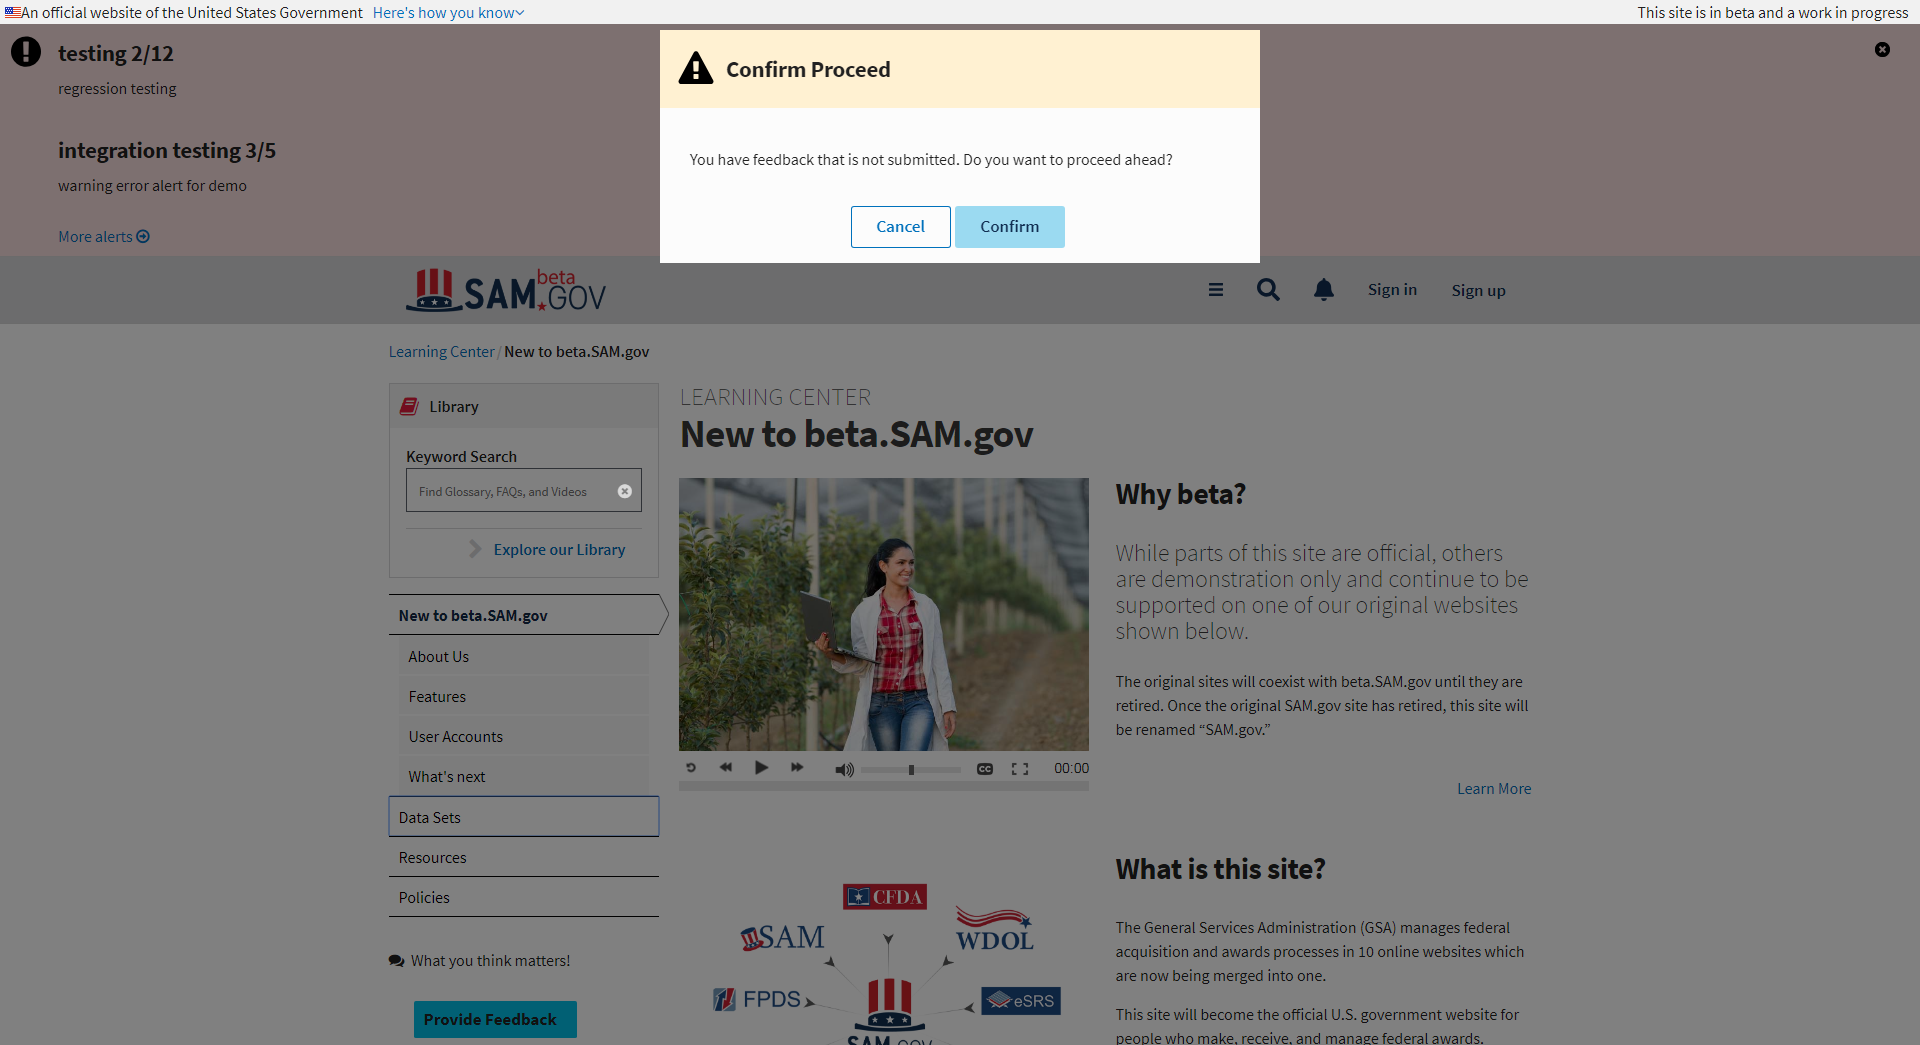 An official website of the United States Government Here's how you know
This site is in beta and a work in progress
testing 2/12
regression testing
integration testing 3/5
warning error alert for demo
More alerts
Confirm Proceed
You have feedback that is not submitted. Do you want to proceed ahead?
Cancel Confirm
SAM.GOV beta
Sign in
Sign up
Learning Center / New to beta.SAM.gov
Library
Keyword Search
Find Glossary, FAQs, and Videos
Explore our Library
New to beta.SAM.gov
About Us
Features
User Accounts
What's next
Data Sets
Resources
Policies
What you think matters!
Provide Feedback
LEARNING CENTER
New to beta.SAM.gov
CC
00:00
Why beta?
While parts of this site are official, others
are demonstration only and continue to be
supported on one of our original websites
shown below.
The original sites will coexist with beta.SAM.gov until they are
retired. Once the original SAM.gov site has retired, this site will
be renamed “SAM.gov.”
Learn More
CFDA
SAM
WDOL
FPDS
eSRS
SAM.GOV
What is this site?
The General Services Administration (GSA) manages federal
acquisition and awards processes in 10 online websites which
are now being merged into one.
This site will become the official U.S. government website for
people who make, receive, and manage federal awards.